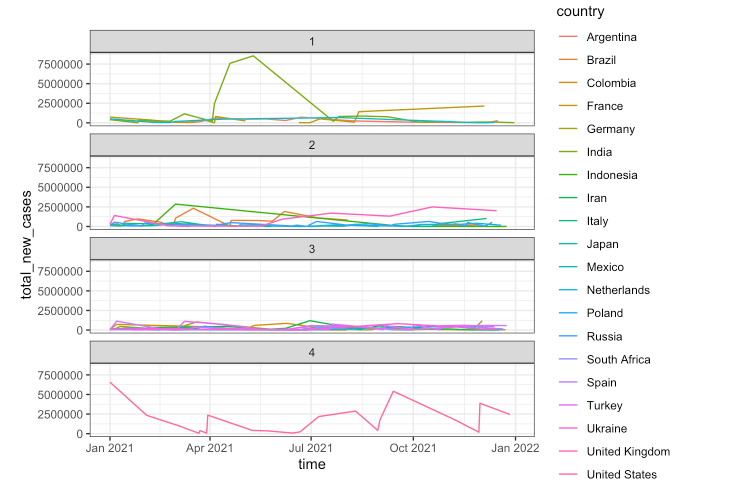 country
1
7500000
5000000
2500000
0
2
7500000
5000000
2500000
0
3
7500000
5000000
2500000
0
4
7500000
5000000
2500000
0
total_new_cases
Jan 2021
Apr 2021
Jul 2021
Oct 2021
Jan 2022
time
Argentina
Brazil
Colombia
France
Germany
India
Indonesia
Iran
Italy
Japan
Mexico
Netherlands
Poland
Russia
South Africa
Spain
Turkey
Ukraine
United Kingdom
United States